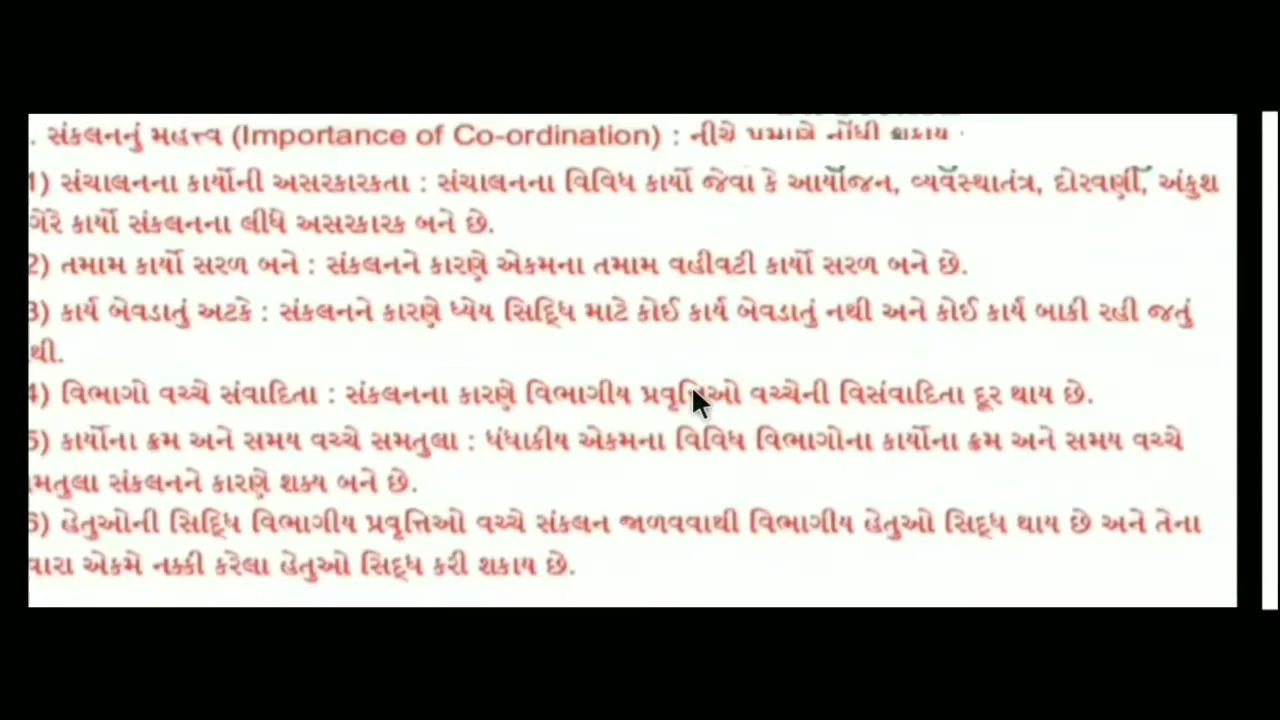 . સંકલનનું મહત્ત્વ (Importance of Co-ordination) : નીચે પ્રમાણે નોંધી શકાય
1) સંચાલનના કાર્યોની અસરકારકતા : સંચાલનના વિવિધ કાર્યો જેવા કે આયોજન, વ્યવસ્થાતંત્ર, દોરવણી, અંકુશ
ગેરે કાર્યો સંકલનના લીધે અસરકારક બને છે.
2) તમામ કાર્યો સરળ બને : સંકલનને કારણે એકમના તમામ વહીવટી કાર્યો સરળ બને છે.
3) કાર્ય બેવડાતું અટકે : સંકલનને કારણે ધ્યેય સિદ્ધિ માટે કોઈ કાર્ય બેવડાતું નથી અને કોઈ કાર્ય બાકી રહી જતું
થી.
4) વિભાગો વચ્ચે સંવાદિતા : સંકલનના કારણે વિભાગીય પ્રવૃત્તિઓ વચ્ચેની વિસંવાદિતા દૂર થાય છે.
5) કાર્યોના ક્રમ અને સમય વચ્ચે સમતુલા : ધંધાકીય એકમના વિવિધ વિભાગોના કાર્યોના ક્રમ અને સમય વચ્ચે
મતુલા સંકલનને કારણે શક્ય બને છે.
6) હેતુઓની સિદ્ધિ વિભાગીય પ્રવૃત્તિઓ વચ્ચે સંકલન જાળવવાથી વિભાગીય હેતુઓ સિદ્ધ થાય છે અને તેના
વારા એકમે નક્કી કરેલા હેતુઓ સિદ્ધ કરી શકાય છે.